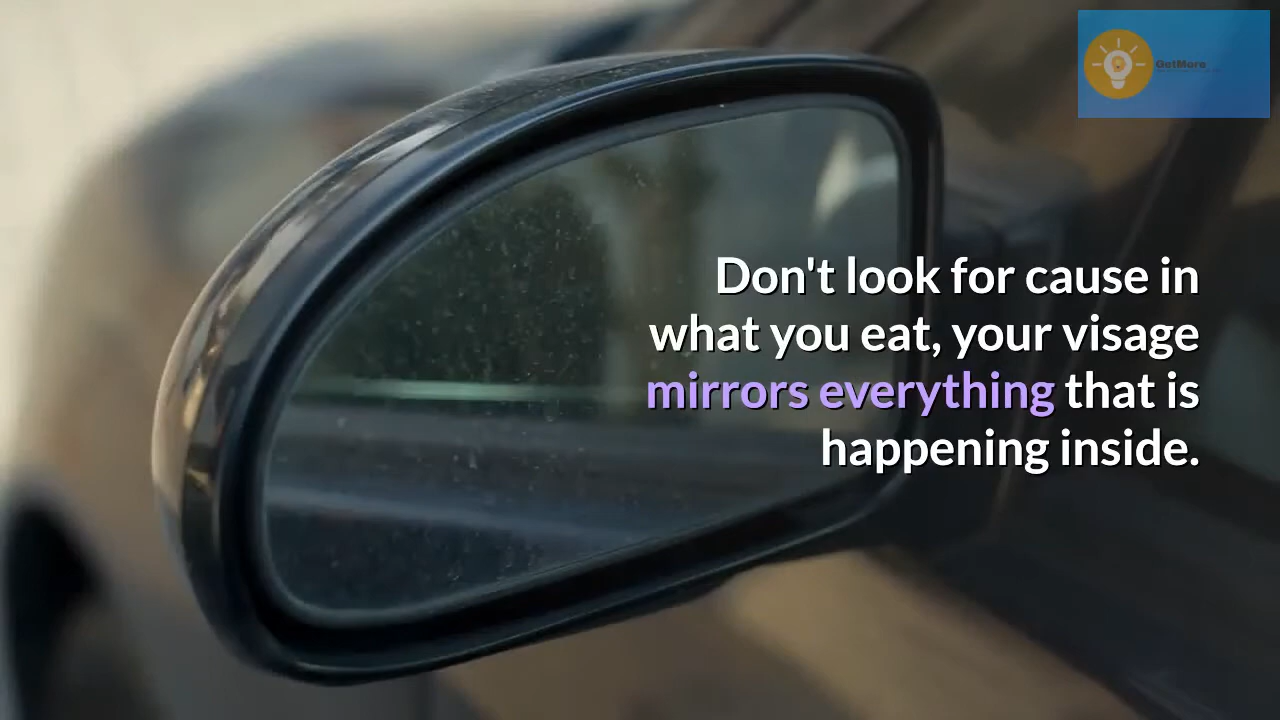 GetMore
Don't look for cause in
what you eat, your visage
mirrors everything that is
happening inside.